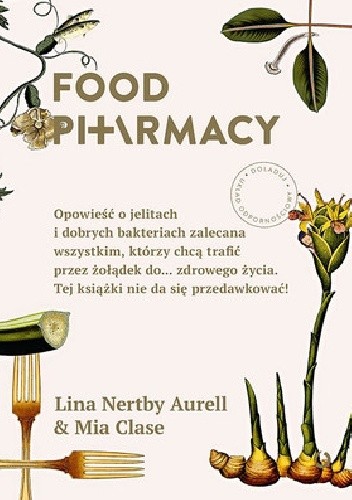 FOOD
PHARMACY
Opowieść o jelitach
i dobrych bakteriach zalecana
wszystkim, którzy chcą trafić
przez żołądek do... zdrowego życia.
Tej książki nie da się przedawkować!
Lina Nertby Aurell
& Mia Clase